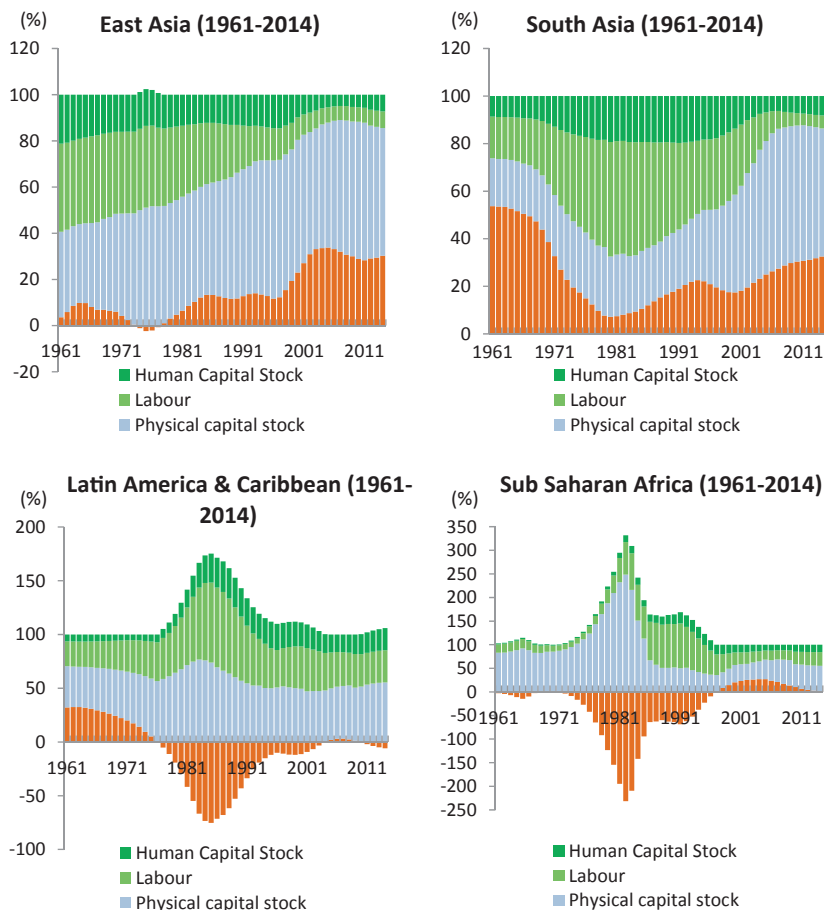 (%)
East Asia (1961-2014)
120
100
80
60
40
20
0
-20
1961 1971 1981 1991 2001 2011
Human Capital Stock
Labour
Physical capital stock
(%)
South Asia (1961-2014)
120
100
80
60
40
20
0
1961 1971 1981 1991 2001 2011
Human Capital Stock
Labour
Physical capital stock
(%)
Latin America & Caribbean (1961-
2014)
200
150
100
50
0
-50
-100
1961 1971 1981 1991 2001 2011
Human Capital Stock
Labour
Physical capital stock
(%)
Sub Saharan Africa (1961-2014)
350
300
250
200
150
100
50
0
-50
-100
-150
-200
-250
1961 1971 1981 1991 2001 2011
Human Capital Stock
Labour
Physical capital stock